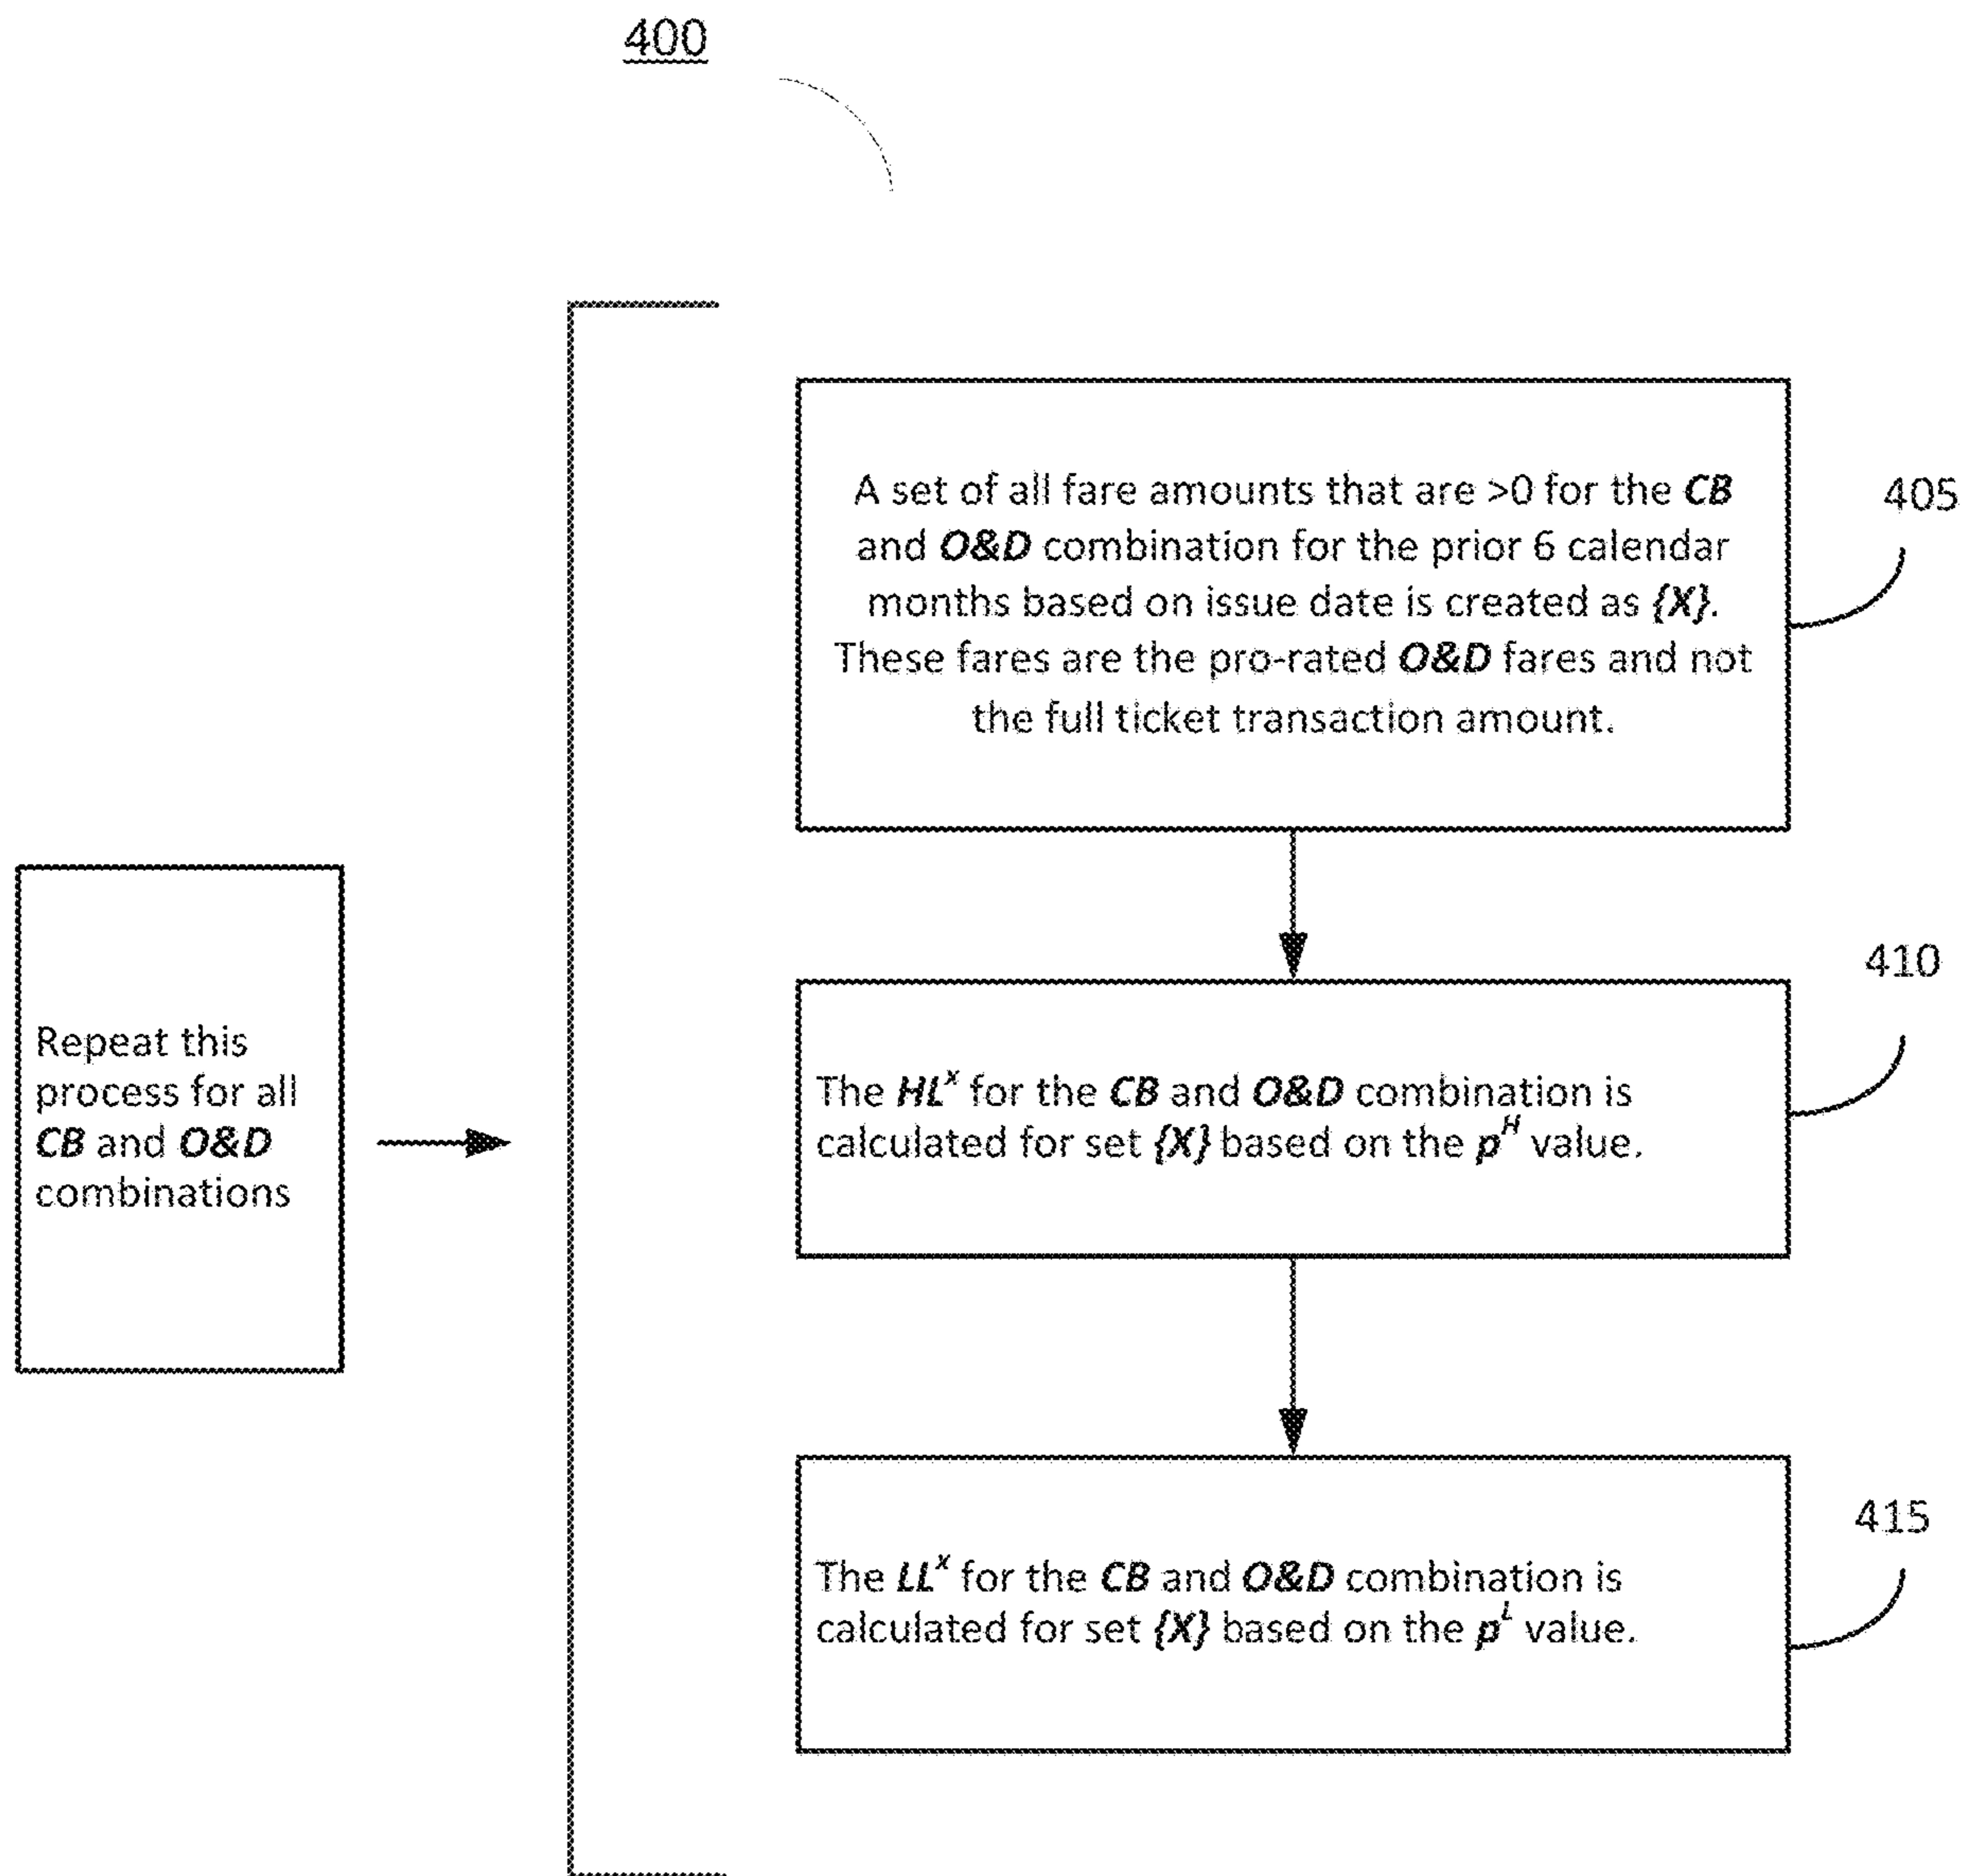 400
A set of all fare amounts that are >0 for the CB
and O&D combination for the prior 6 calendar
months based on issue date is created as {X}.
These fares are the pro-rated O&D fares and not
the full ticket transaction amount.
405
Repeat this
process for all
CB and O&D
combinations
The HL^x for the CB and O&D combination is
calculated for set {X} based on the p^H value.
410
The LL^x for the CB and O&D combination is
calculated for set {X} based on the p^L value.
415